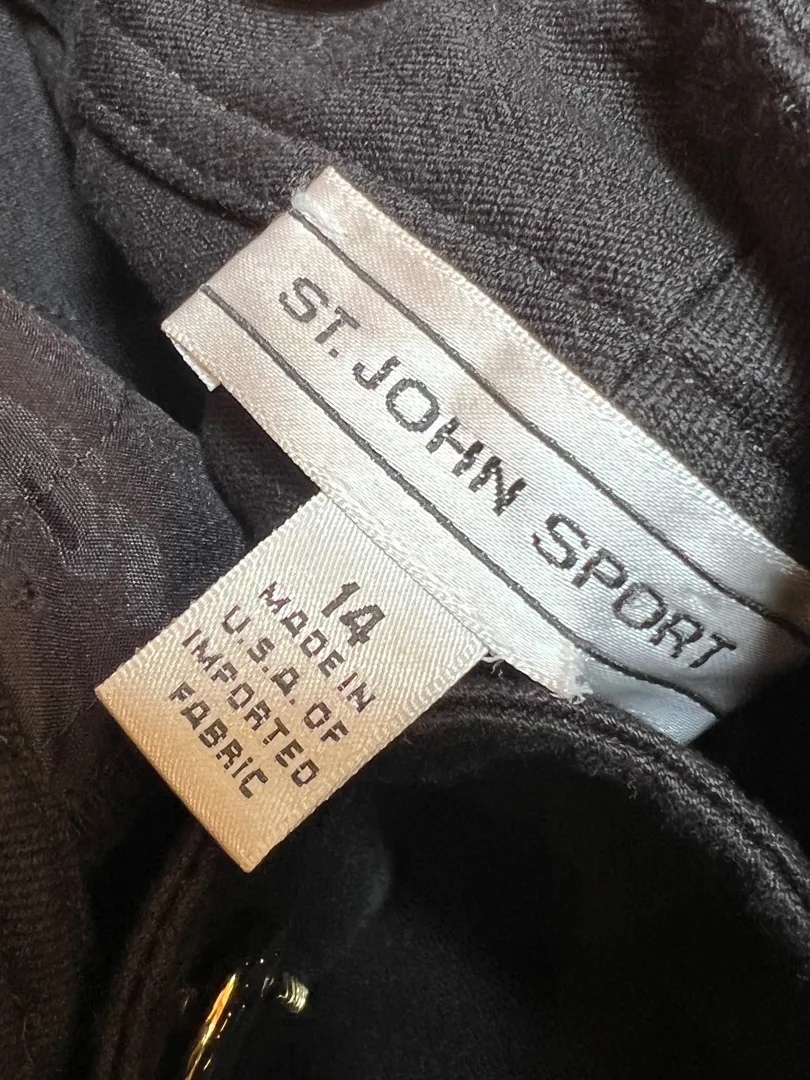 ST. JOHN SPORT
14
MADE IN
U.S.A. OF
IMPORTED
FABRIC